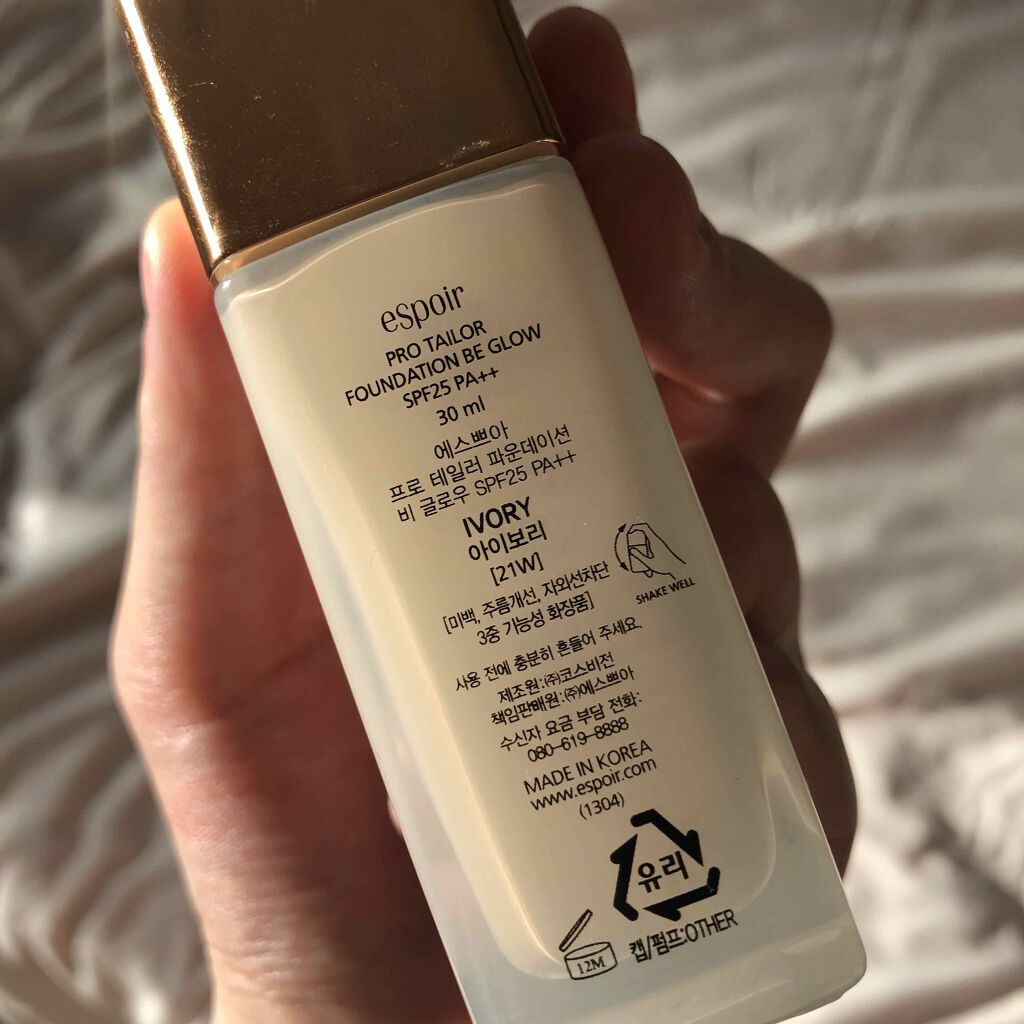 espoir
PRO TAILOR
FOUNDATION BE GLOW
SPF25 PA++
30 ml
에스쁘아
프로 테일러 파운데이션
비 글로우 SPF25 PA++
IVORY
아이보리
[21W]
SHAKE WELL
[미백, 주름개선, 자외선차단
3중 기능성 화장품]
사용 전에 충분히 흔들어 주세요.
제조원:㈜코스비전
책임판매원:㈜에스쁘아
수신자 요금 부담 전화:
080-619-8888
MADE IN KOREA
www.espoir.com
(1304)
유리
캡/펌프:OTHER
12M